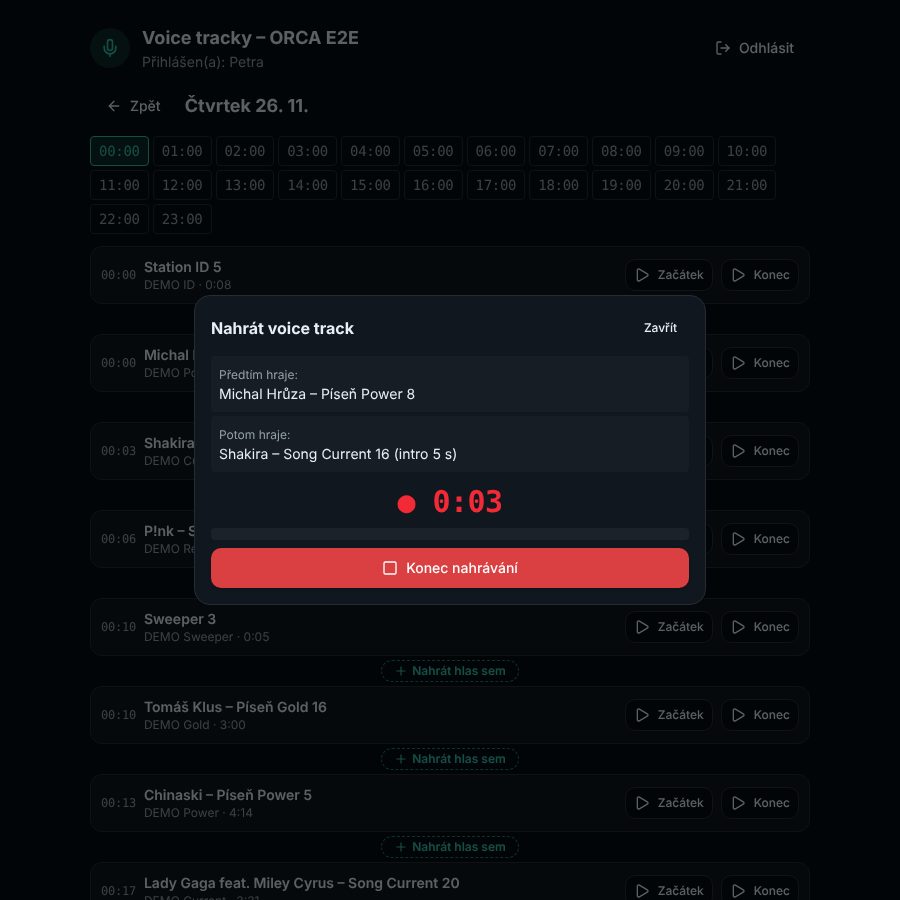 Voice tracky – ORCA E2E
Přihlášen(a): Petra
Odhlásit
Zpět
Čtvrtek 26. 11.
00:00 01:00 02:00 03:00 04:00 05:00 06:00 07:00 08:00 09:00 10:00
11:00 12:00 13:00 14:00 15:00 16:00 17:00 18:00 19:00 20:00 21:00
22:00 23:00
00:00 Station ID 5 Začátek Konec
DEMO ID · 0:08
Nahrát voice track Zavřít
Předtím hraje:
Michal Hrůza – Píseň Power 8
Potom hraje:
Shakira – Song Current 16 (intro 5 s)
0:03
Konec nahrávání
00:00 Michal Konec
DEMO
00:03 Shakira Konec
DEMO
00:06 P!nk – Konec
DEMO
00:10 Sweeper 3 Začátek Konec
DEMO Sweeper · 0:05
+ Nahrát hlas sem
00:10 Tomáš Klus – Píseň Gold 16 Začátek Konec
DEMO Gold · 3:00
+ Nahrát hlas sem
00:13 Chinaski – Píseň Power 5 Začátek Konec
DEMO Power · 4:14
+ Nahrát hlas sem
00:17 Lady Gaga feat. Miley Cyrus – Song Current 20 Začátek Konec